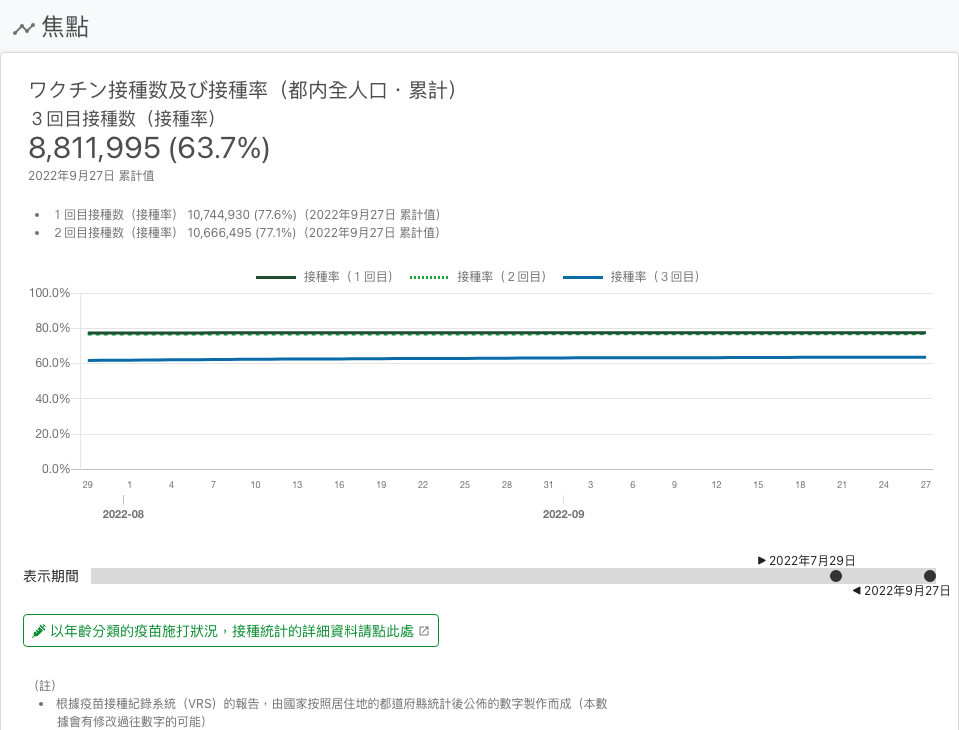 焦點
ワクチン接種数及び接種率（都内全人口・累計）
３回目接種数（接種率）
8,811,995 (63.7%)
2022年9月27日 累計值
• １回目接種数（接種率） 10,744,930 (77.6%)（2022年9月27日 累計值）
• ２回目接種数（接種率） 10,666,495 (77.1%)（2022年9月27日 累計值）
接種率（１回目） 接種率（２回目） 接種率（３回目）
100.0%
80.0%
60.0%
40.0%
20.0%
0.0%
29 1 4 7 10 13 16 19 22 25 28 31 3 6 9 12 15 18 21 24 27
2022-08 2022-09
▶ 2022年7月29日
表示期間
◀ 2022年9月27日
以年齡分類的疫苗施打狀況，接種統計的詳細資料請點此處
（註）
• 根據疫苗接種紀錄系統（VRS）的報告，由國家按照居住地的都道府縣統計後公佈的數字製作而成（本數
據會有修改過往數字的可能）